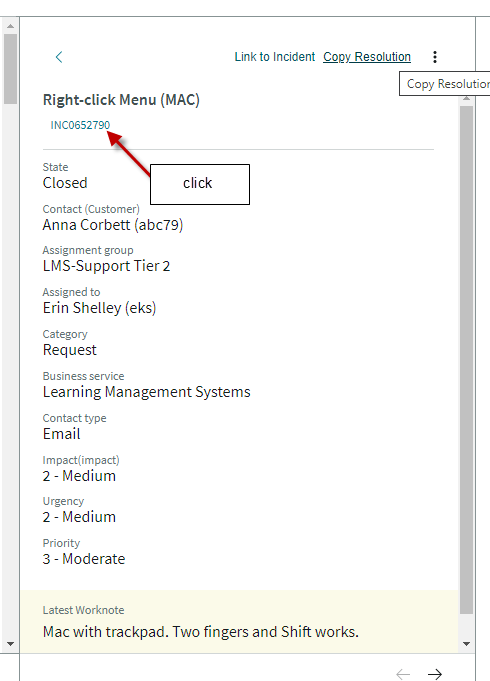 Link to Incident Copy Resolution
Copy Resolution
Right-click Menu (MAC)
INC0652790
click
State
Closed
Contact (Customer)
Anna Corbett (abc79)
Assignment group
LMS-Support Tier 2
Assigned to
Erin Shelley (eks)
Category
Request
Business service
Learning Management Systems
Contact type
Email
Impact(impact)
2 - Medium
Urgency
2 - Medium
Priority
3 - Moderate
Latest Worknote
Mac with trackpad. Two fingers and Shift works.